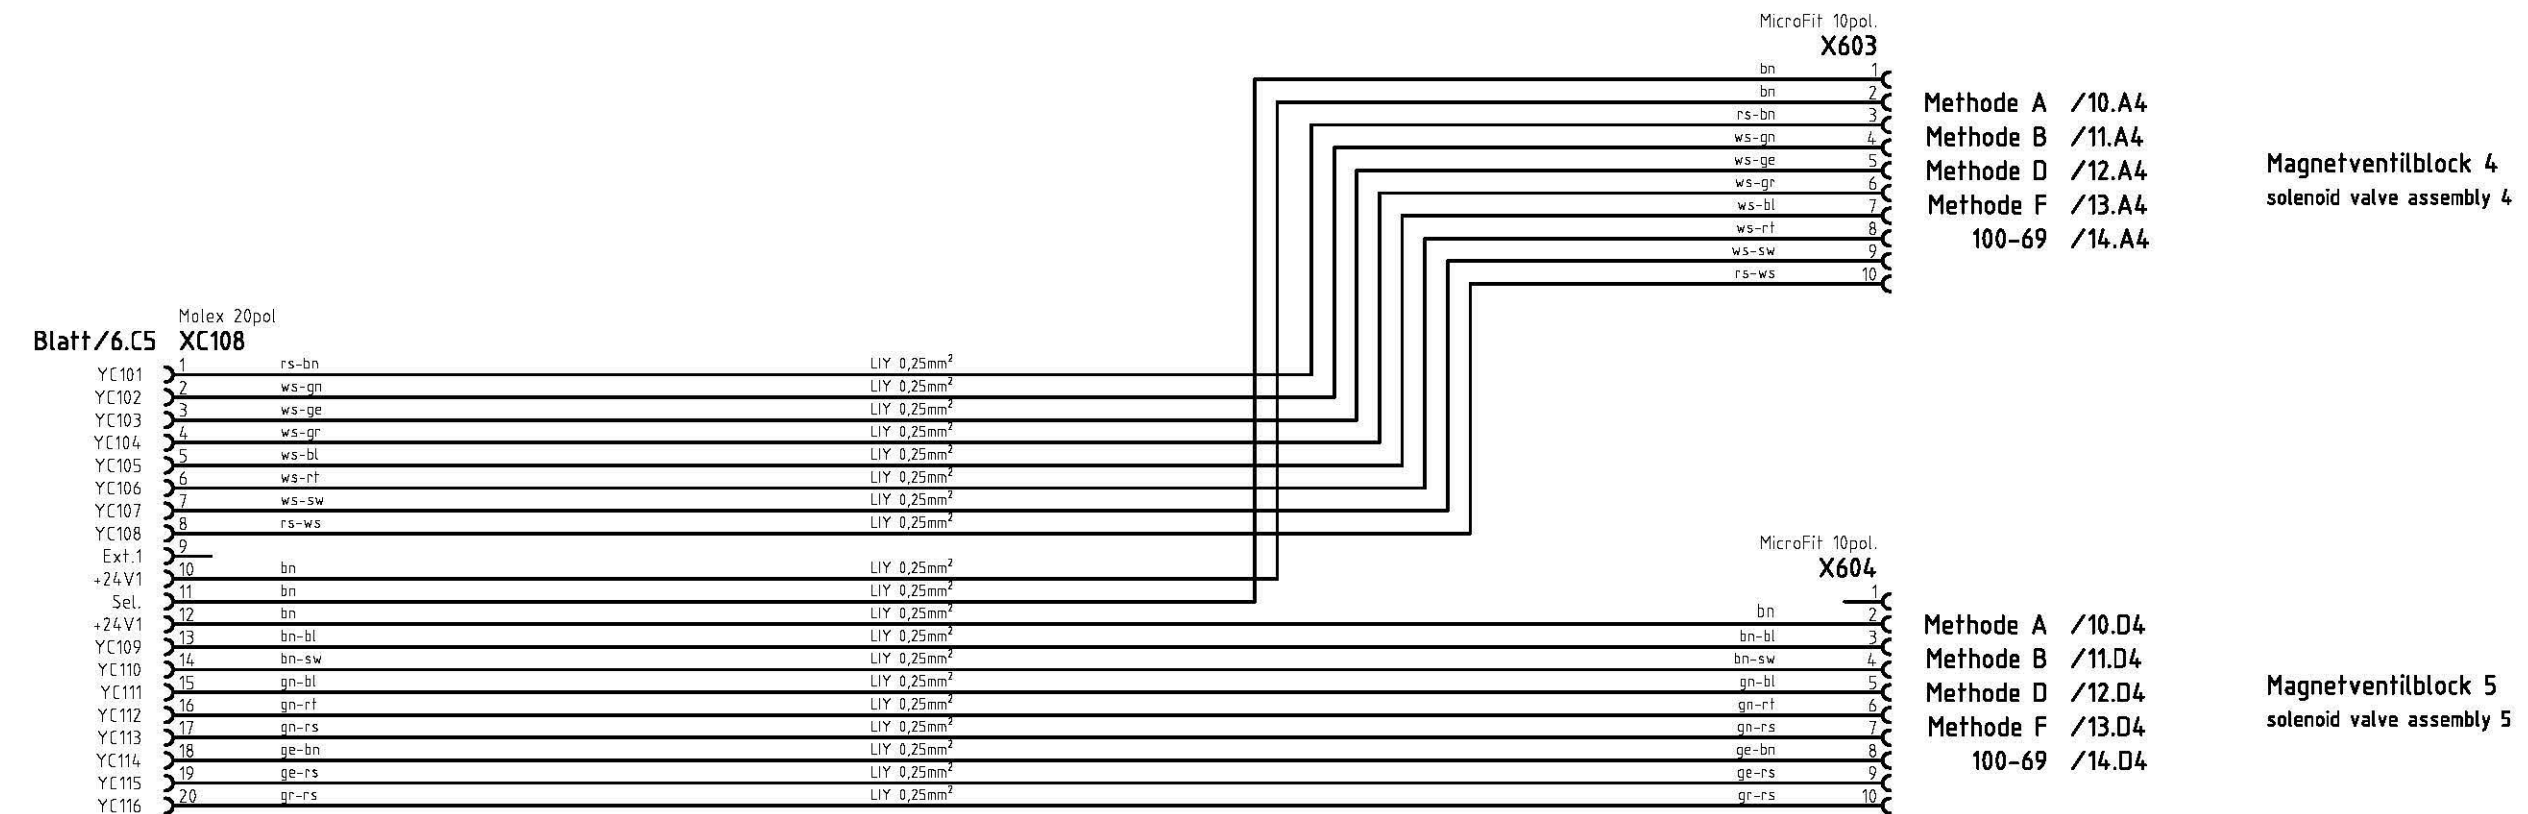 MicroFit 10pol.
X603
bn 1
bn 2
rs-bn 3
ws-gn 4
ws-ge 5
ws-gr 6
ws-bl 7
ws-rt 8
ws-sw 9
rs-ws 10
Methode A /10.A4
Methode B /11.A4
Methode D /12.A4
Methode F /13.A4
100-69 /14.A4
Magnetventilblock 4
solenoid valve assembly 4
Molex 20pol
Blatt/6.C5 XC108
YC101 1 rs-bn LIY 0,25mm²
YC102 2 ws-gn LIY 0,25mm²
YC103 3 ws-ge LIY 0,25mm²
YC104 4 ws-gr LIY 0,25mm²
YC105 5 ws-bl LIY 0,25mm²
YC106 6 ws-rt LIY 0,25mm²
YC107 7 ws-sw LIY 0,25mm²
YC108 8 rs-ws LIY 0,25mm²
Ext.1 9
+24V1 10 bn LIY 0,25mm²
Sel. 11 bn LIY 0,25mm²
+24V1 12 bn LIY 0,25mm²
YC109 13 bn-bl LIY 0,25mm²
YC110 14 bn-sw LIY 0,25mm²
YC111 15 gn-bl LIY 0,25mm²
YC112 16 gn-rt LIY 0,25mm²
YC113 17 gn-rs LIY 0,25mm²
YC114 18 ge-bn LIY 0,25mm²
YC115 19 ge-rs LIY 0,25mm²
YC116 20 gr-rs LIY 0,25mm²
MicroFit 10pol.
X604
1
bn 2
bn-bl 3
bn-sw 4
gn-bl 5
gn-rt 6
gn-rs 7
ge-bn 8
ge-rs 9
gr-rs 10
Methode A /10.D4
Methode B /11.D4
Methode D /12.D4
Methode F /13.D4
100-69 /14.D4
Magnetventilblock 5
solenoid valve assembly 5